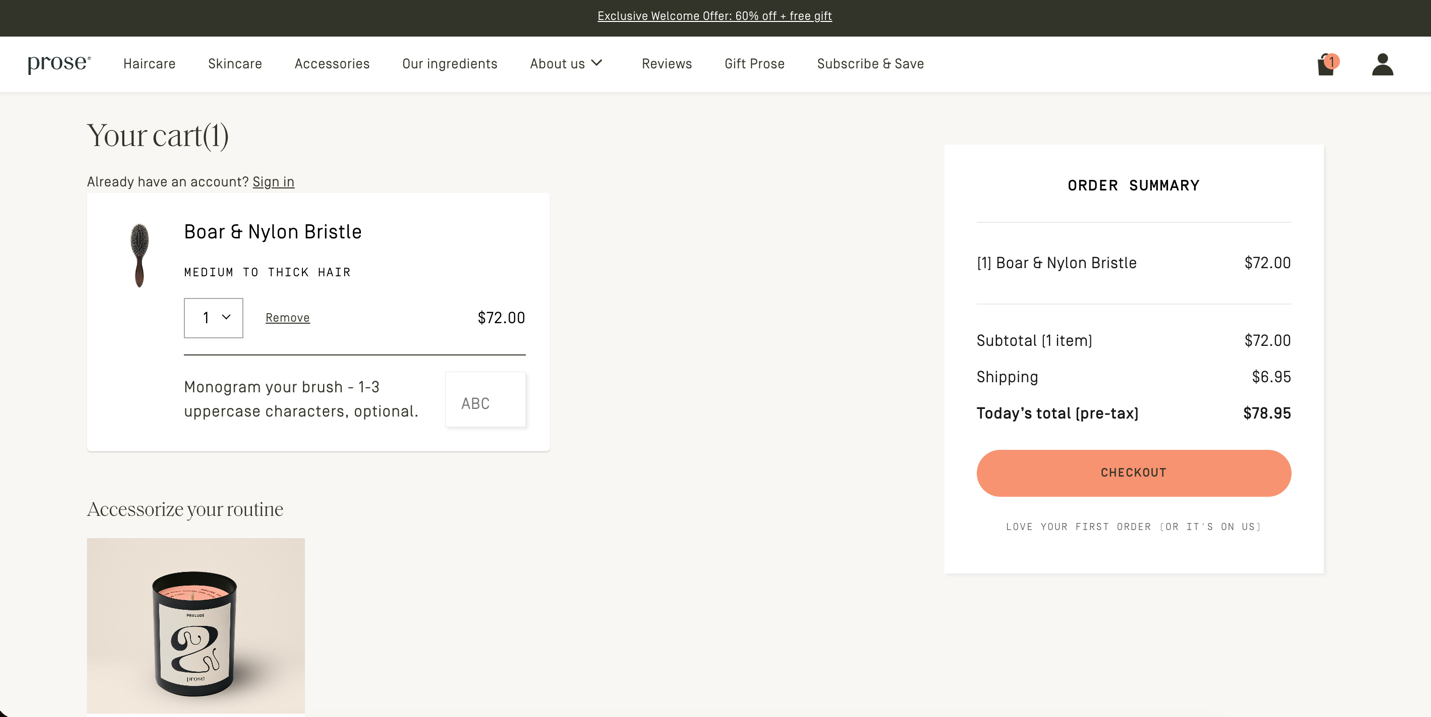 Exclusive Welcome Offer: 60% off + free gift
prose®
Haircare
Skincare
Accessories
Our ingredients
About us
Reviews
Gift Prose
Subscribe & Save
1
Your cart(1)
Already have an account? Sign in
Boar & Nylon Bristle
MEDIUM TO THICK HAIR
1
Remove
$72.00
Monogram your brush - 1-3
uppercase characters, optional.
ABC
Accessorize your routine
PRELUDE
prose
ORDER SUMMARY
[1] Boar & Nylon Bristle $72.00
Subtotal [1 item] $72.00
Shipping $6.95
Today's total [pre-tax] $78.95
CHECKOUT
LOVE YOUR FIRST ORDER [OR IT'S ON US]